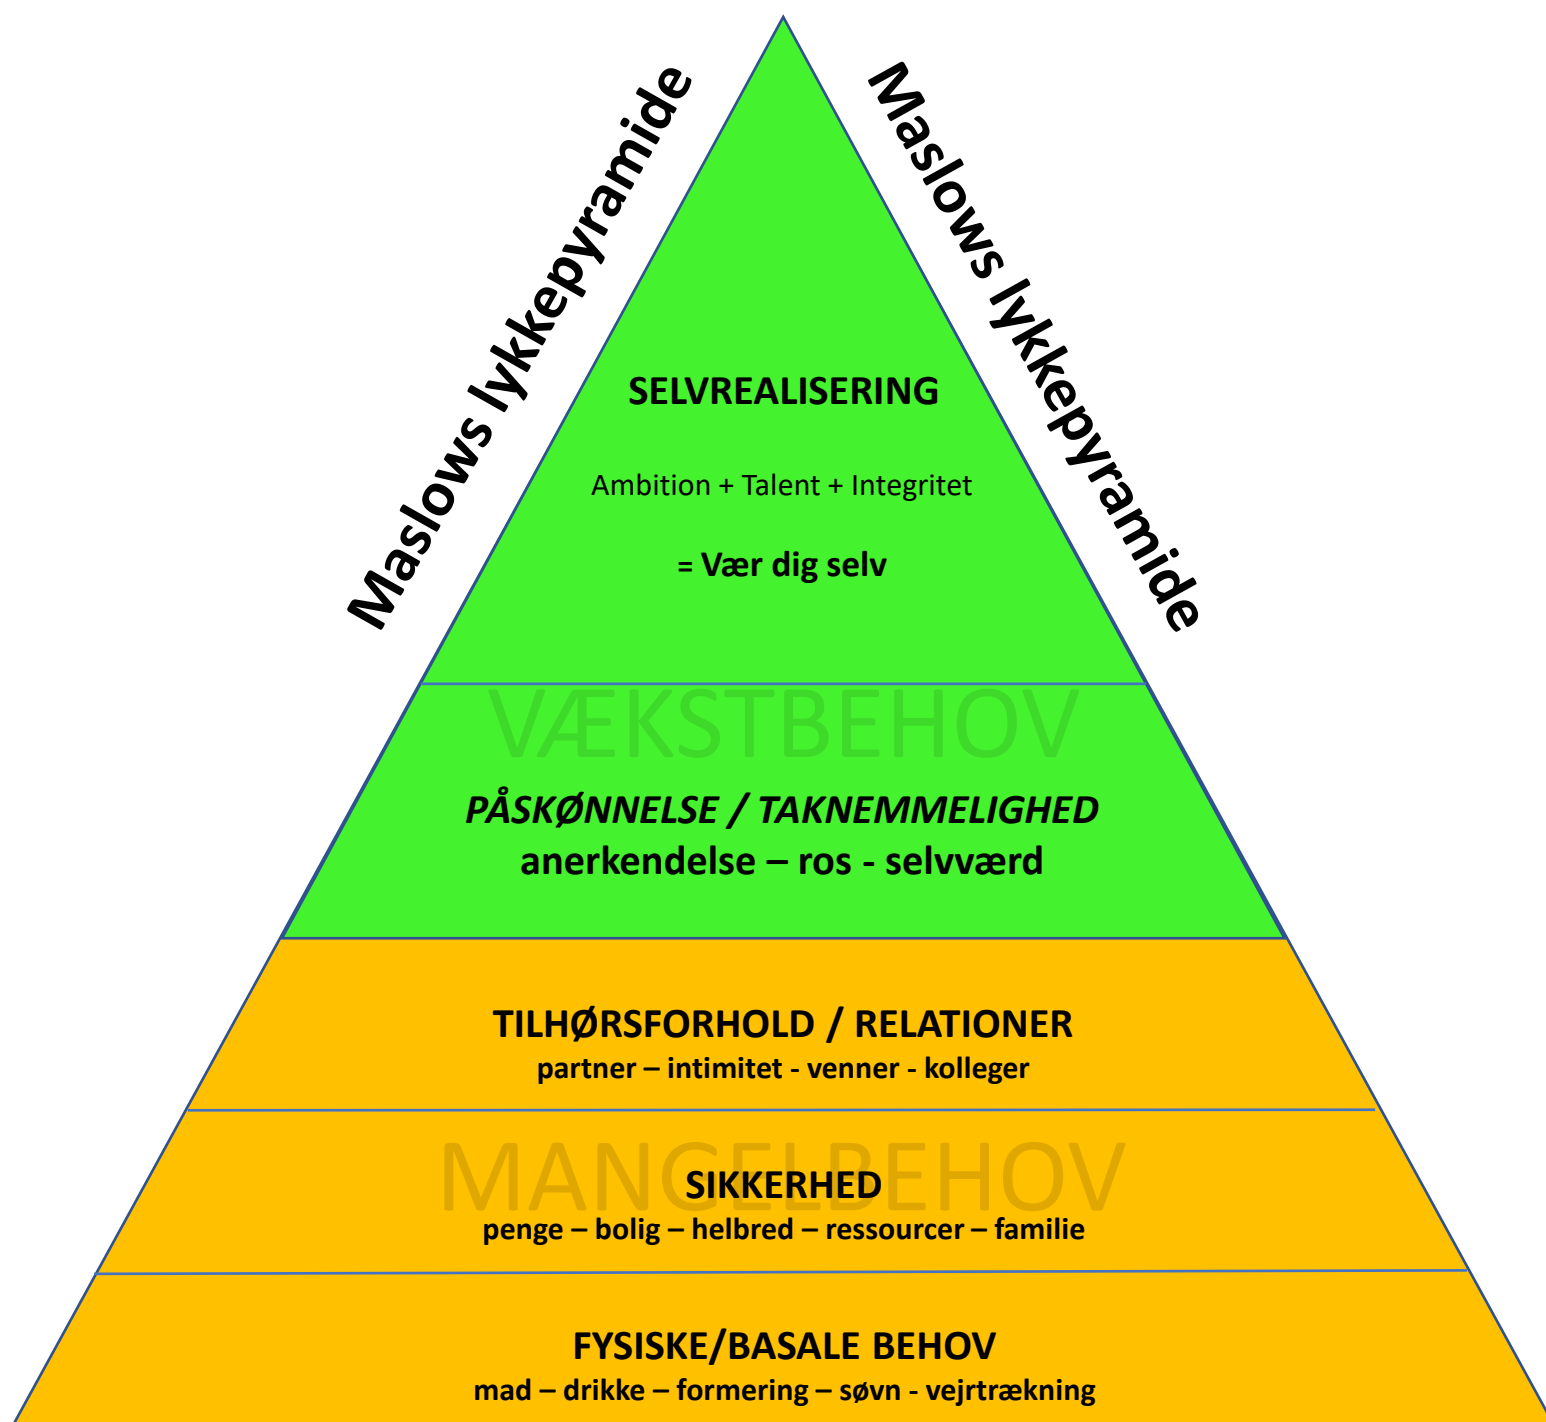 Maslows lykkepyramide
Maslows lykkepyramide
SELVREALISERING
Ambition + Talent + Integritet
= Vær dig selv
VÆKSTBEHOV
PÅSKØNNELSE / TAKNEMMELIGHED
anerkendelse – ros - selvværd
TILHØRSFORHOLD / RELATIONER
partner – intimitet - venner - kolleger
MANGELBEHOV
SIKKERHED
penge – bolig – helbred – ressourcer – familie
FYSISKE/BASALE BEHOV
mad – drikke – formering – søvn - vejrtrækning